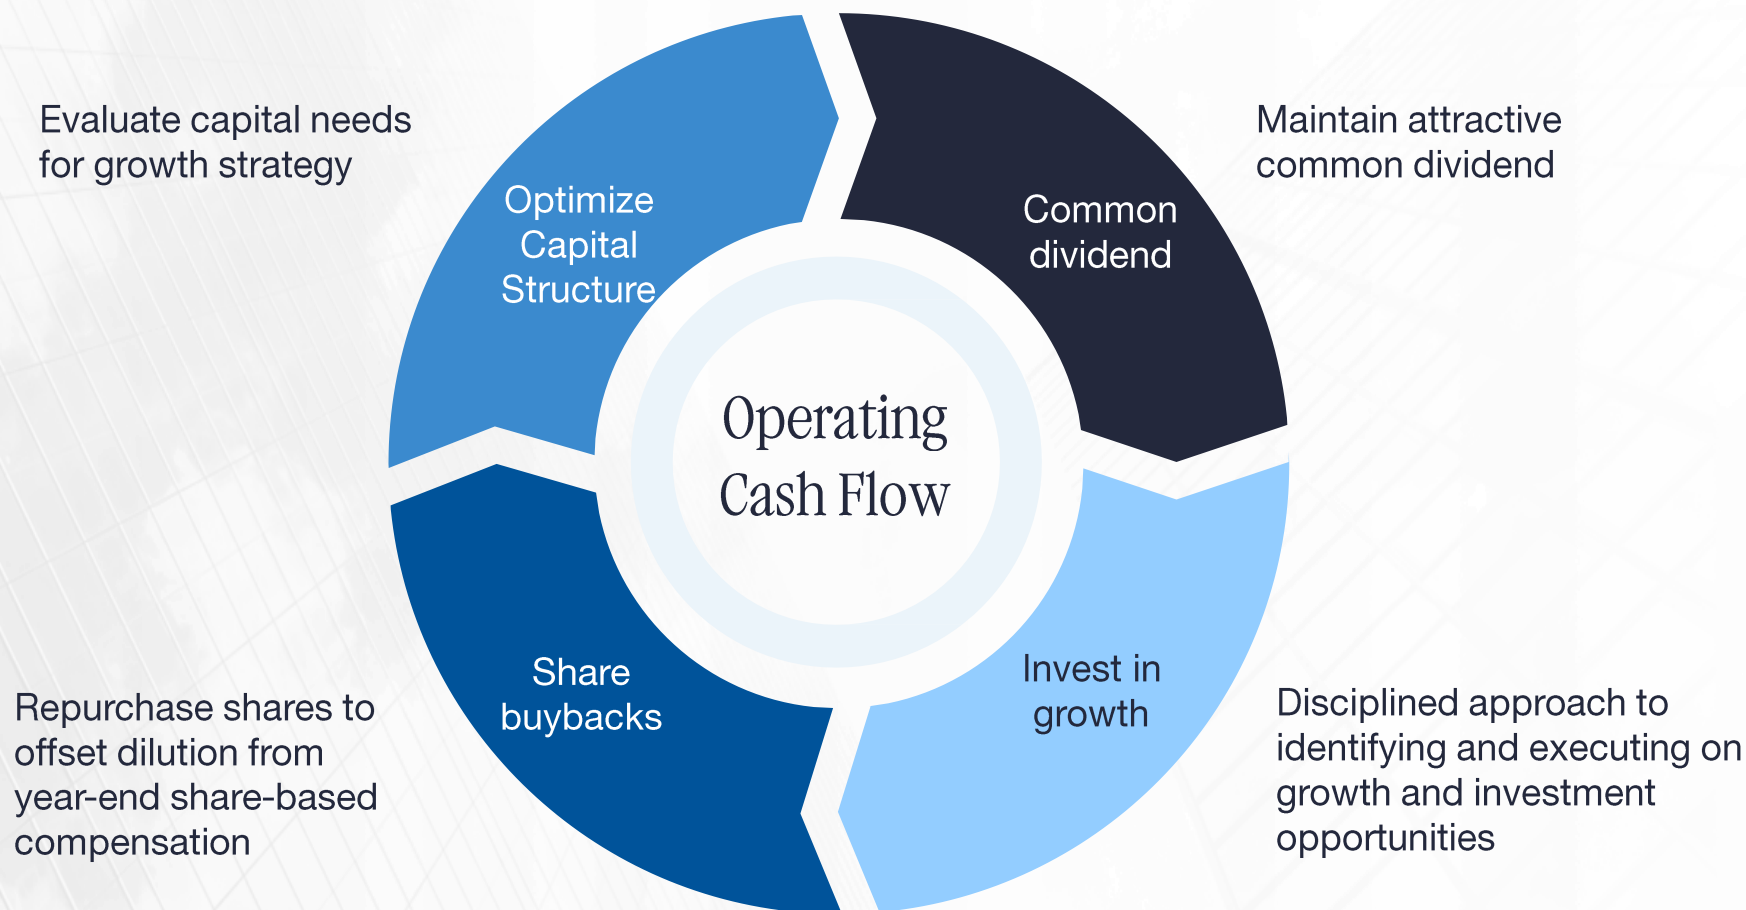 Evaluate capital needs
for growth strategy
Optimize
Capital
Structure
Common
dividend
Maintain attractive
common dividend
Operating
Cash Flow
Repurchase shares to
offset dilution from
year-end share-based
compensation
Share
buybacks
Invest in
growth
Disciplined approach to
identifying and executing on
growth and investment
opportunities